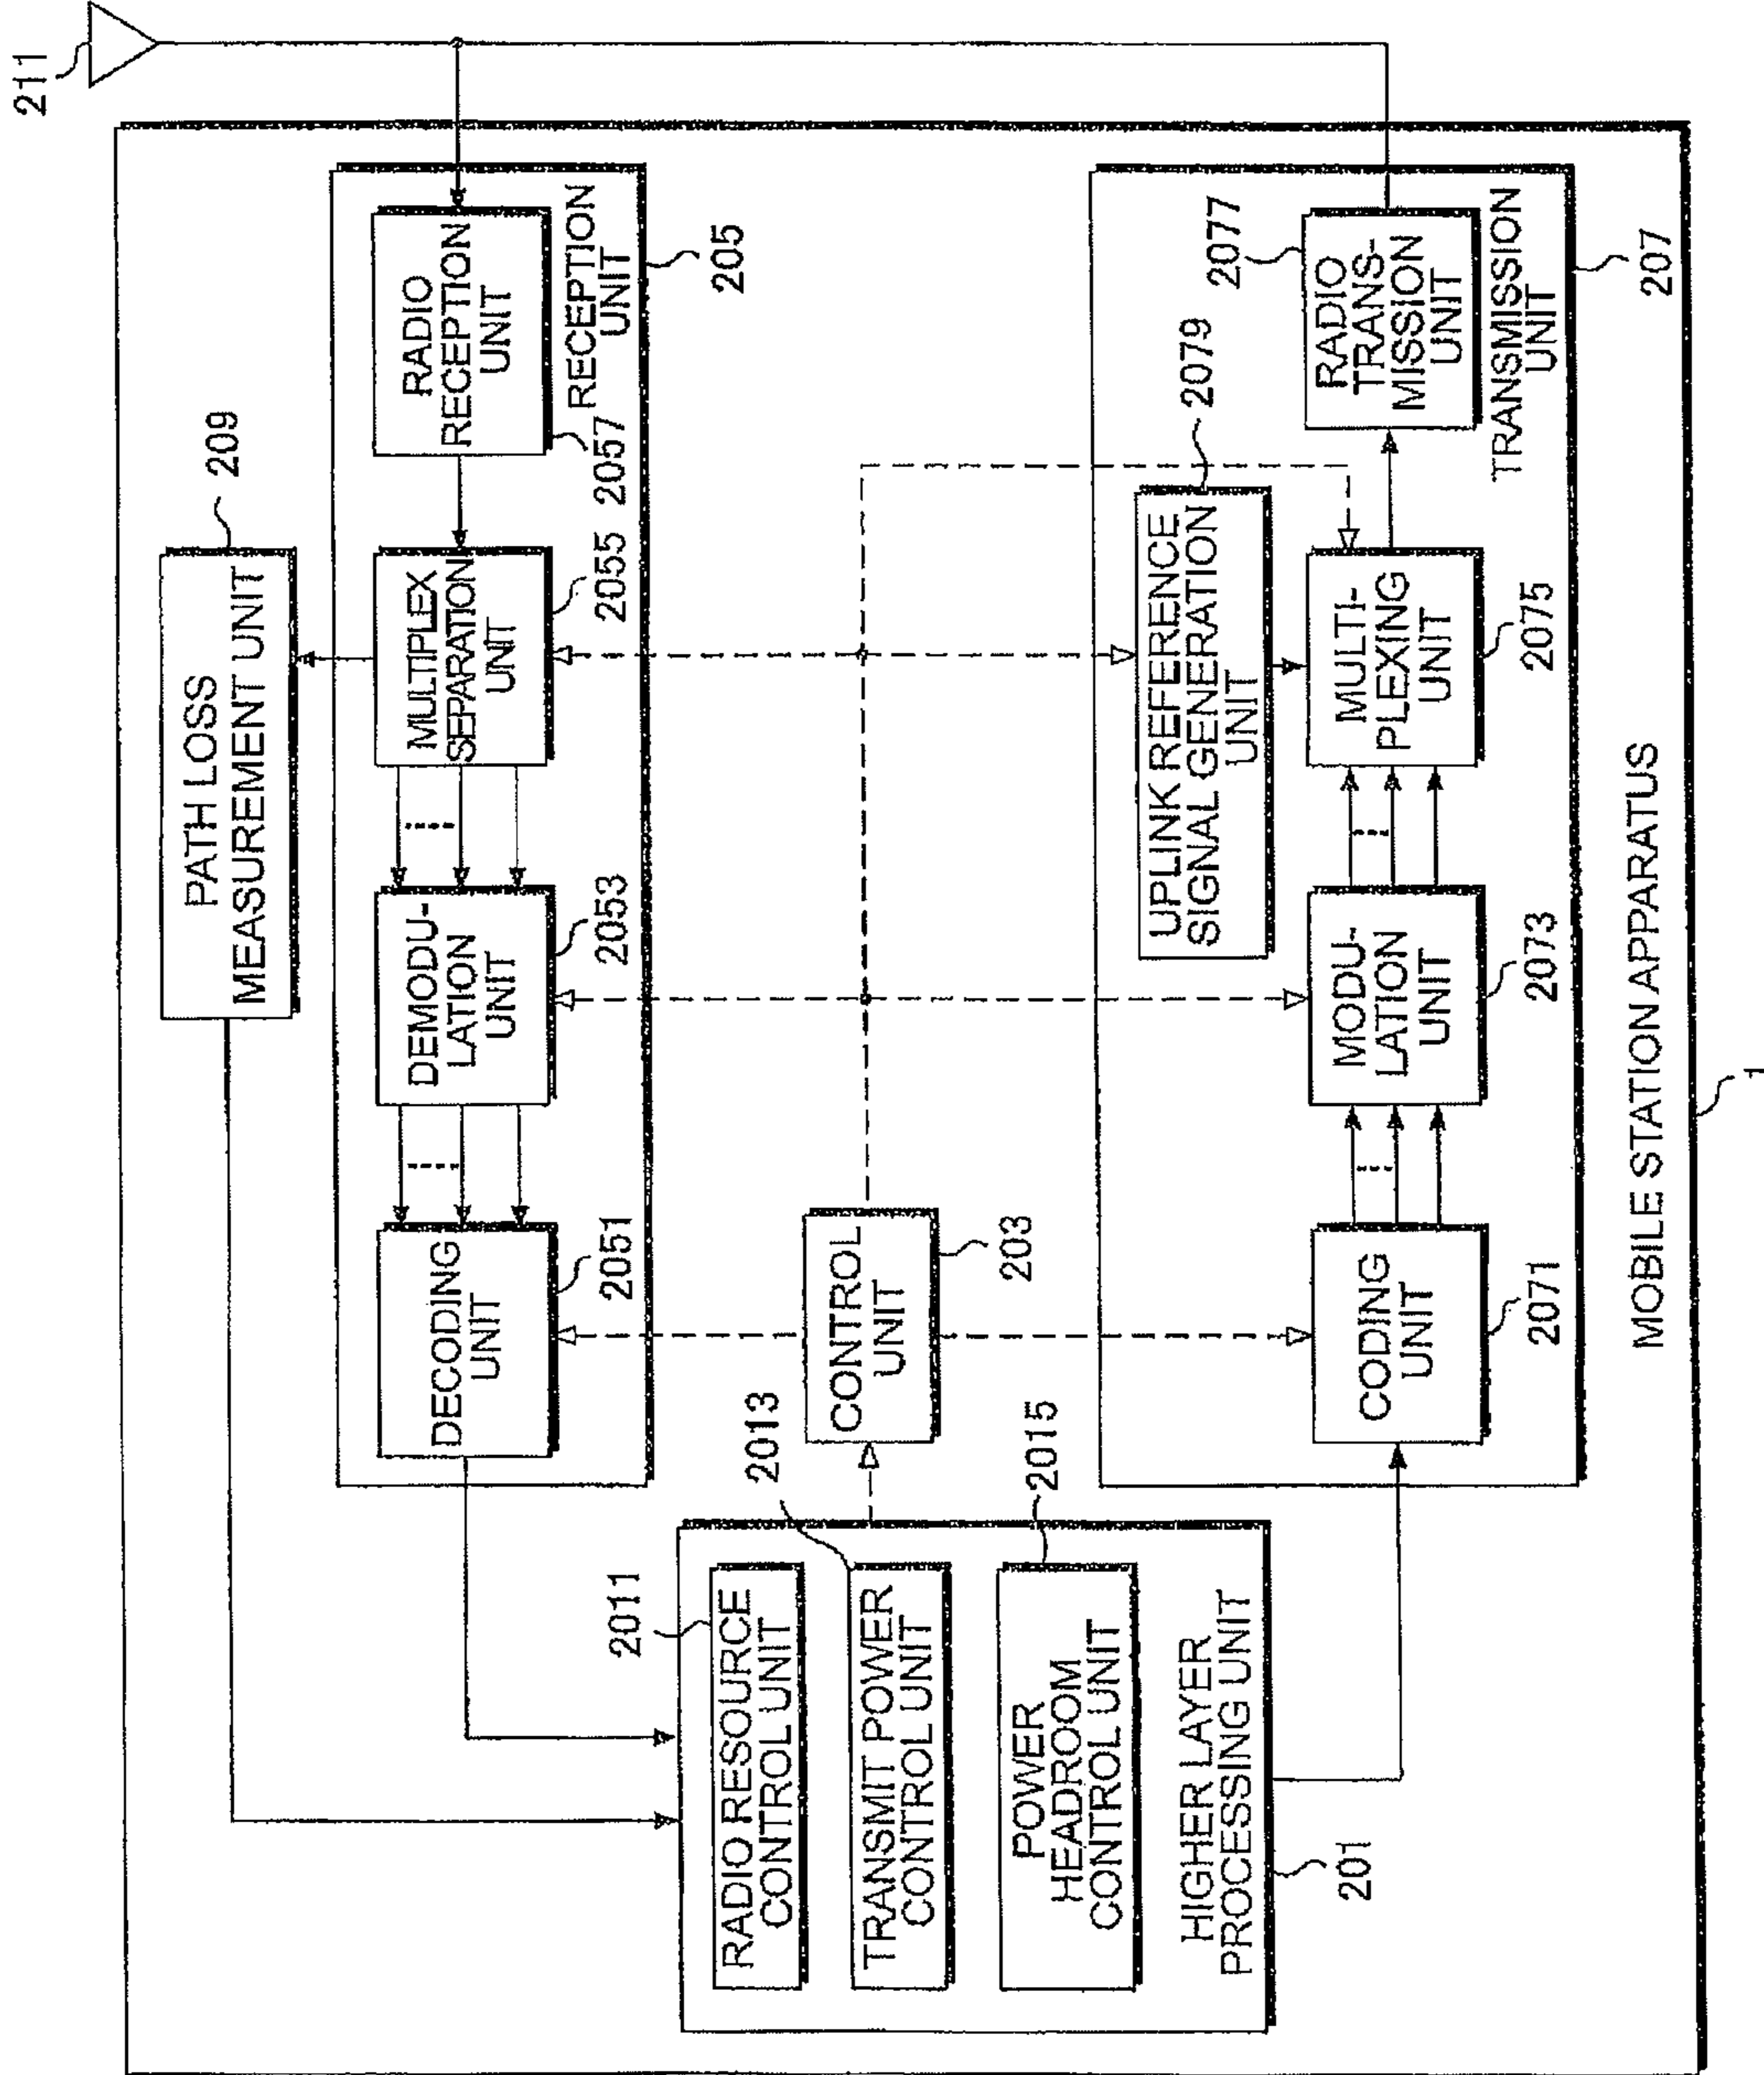 211
209
PATH LOSS
MEASUREMENT UNIT
RADIO
RECEPTION
UNIT
2057
RECEPTION
UNIT
205
MULTIPLEX
SEPARATION
UNIT
2055
DEMODU-
LATION
UNIT
2053
DECODING
UNIT
2051
CONTROL
UNIT
203
2011
RADIO RESOURCE
CONTROL UNIT
2013
TRANSMIT POWER
CONTROL UNIT
2015
POWER
HEADROOM
CONTROL UNIT
HIGHER LAYER
PROCESSING UNIT
201
UPLINK REFERENCE
SIGNAL GENERATION
UNIT
2079
CODING
UNIT
2071
MODU-
LATION
UNIT
2073
MULTI-
PLEXING
UNIT
2075
2077
RADIO
TRANS-
MISSION
UNIT
TRANSMISSION
UNIT
207
MOBILE STATION APPARATUS
1